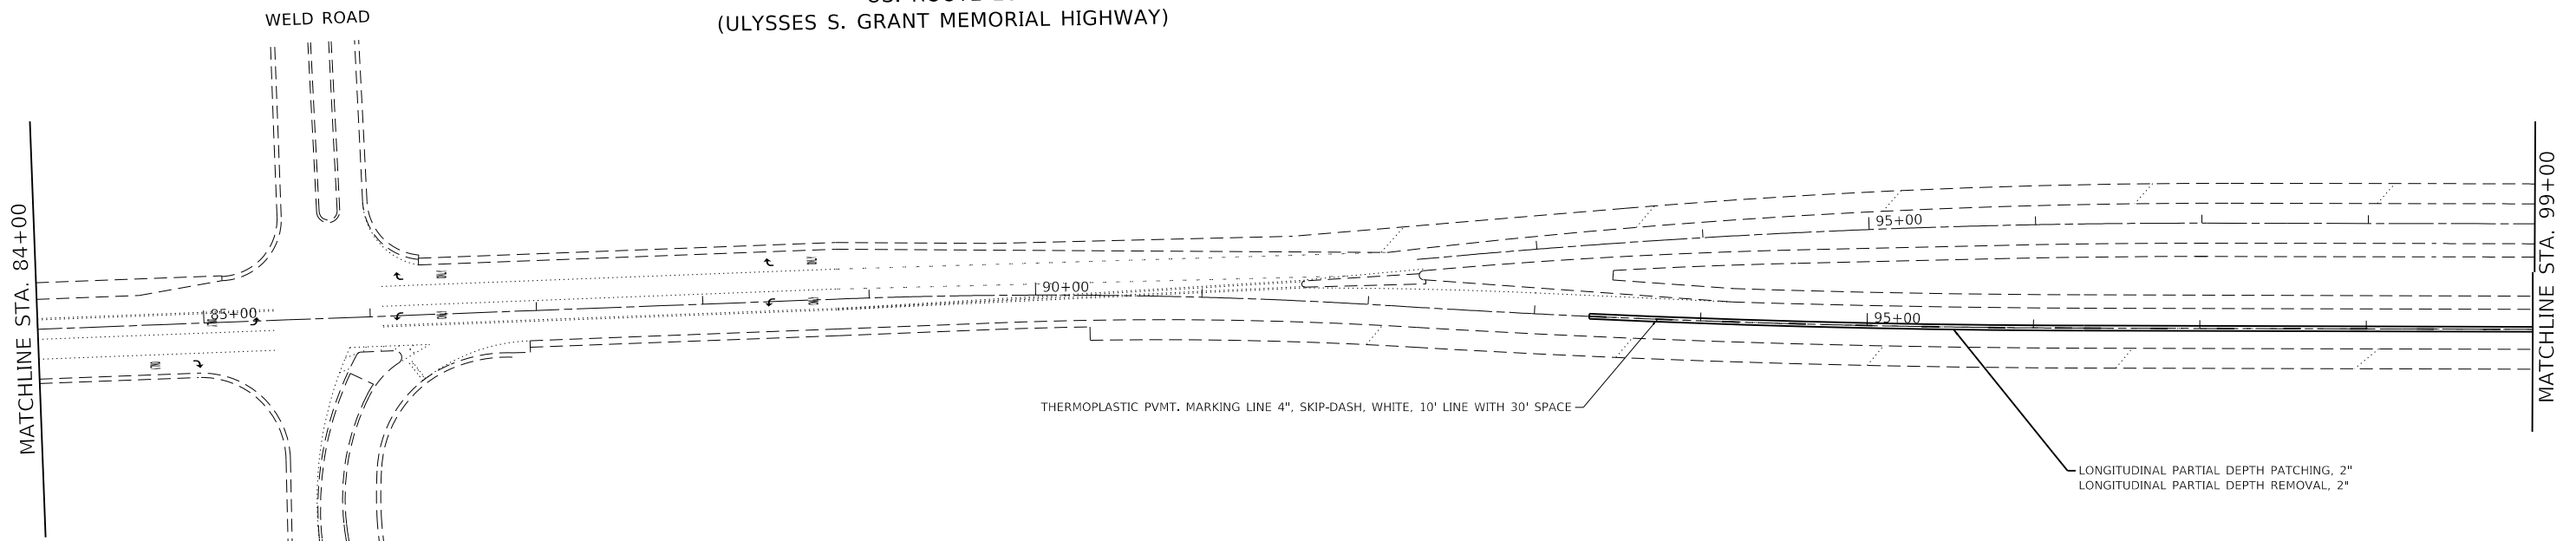 WELD ROAD
(ULYSSES S. GRANT MEMORIAL HIGHWAY)
MATCHLINE STA. 84+00
85+00
90+00
95+00
95+00
MATCHLINE STA. 99+00
THERMOPLASTIC PVMT. MARKING LINE 4", SKIP-DASH, WHITE, 10' LINE WITH 30' SPACE
LONGITUDINAL PARTIAL DEPTH PATCHING, 2"
LONGITUDINAL PARTIAL DEPTH REMOVAL, 2"